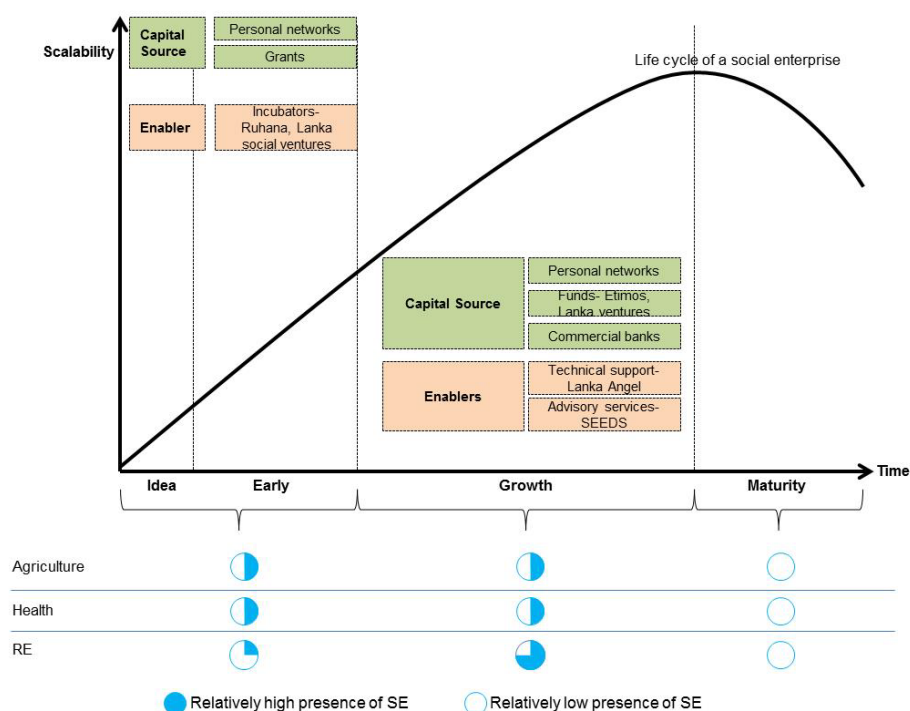 Scalability
Capital
Source
Personal networks
Grants
Enabler
Incubators-
Ruhana, Lanka
social ventures
Life cycle of a social enterprise
Capital Source
Personal networks
Funds- Etimos,
Lanka ventures
Commercial banks
Enablers
Technical support-
Lanka Angel
Advisory services-
SEEDS
Time
Idea
Early
Growth
Maturity
Agriculture
Health
RE
Relatively high presence of SE
Relatively low presence of SE